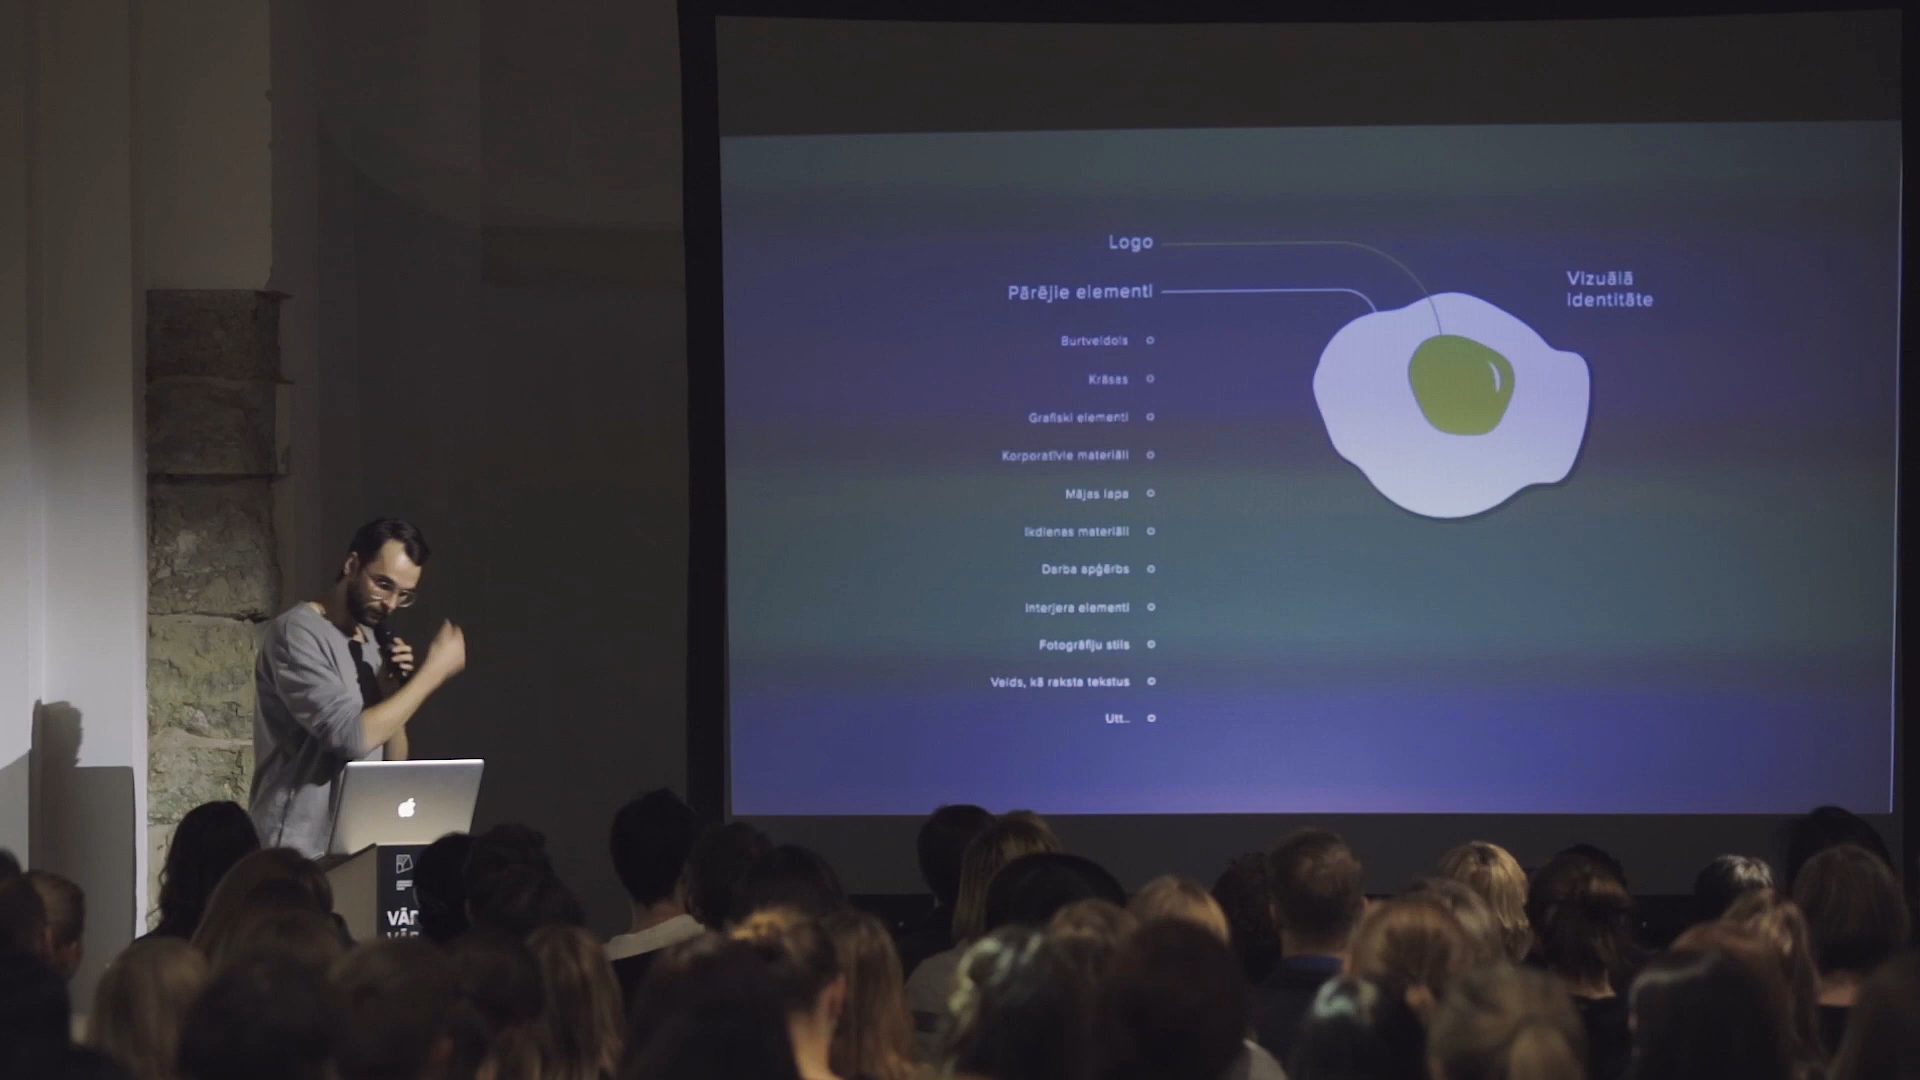 Logo
Pārējie elementi
Vizuālā
identitāte
Burtveidols
Krāsas
Grafiski elementi
Korporatīvie materiāli
Mājas lapa
Ikdienas materiāli
Darba apģērbs
Interjera elementi
Fotogrāfiju stils
Veids, kā raksta tekstus
Utt..